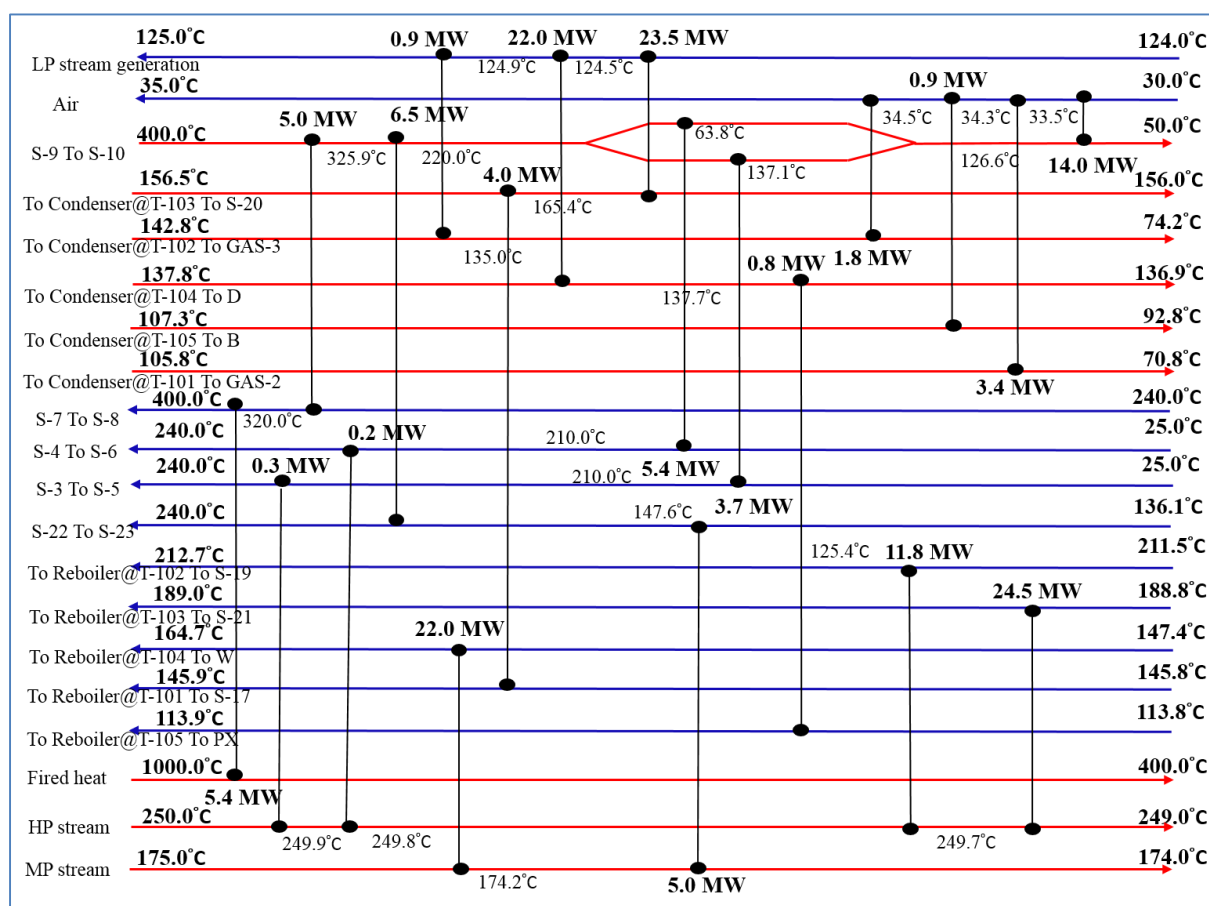 125.0°C 0.9 MW 22.0 MW 23.5 MW 124.0°C
LP stream generation 124.9°C 124.5°C
35.0°C 0.9 MW 30.0°C
Air 34.5°C 34.3°C 33.5°C
400.0°C 5.0 MW 6.5 MW 63.8°C 50.0°C
S-9 To S-10 325.9°C 220.0°C 137.1°C 126.6°C 14.0 MW
156.5°C 4.0 MW 156.0°C
To Condenser@T-103 To S-20 165.4°C
142.8°C 74.2°C
To Condenser@T-102 To GAS-3 135.0°C 0.8 MW 1.8 MW
137.8°C 136.9°C
To Condenser@T-104 To D 137.7°C
107.3°C 92.8°C
To Condenser@T-105 To B
105.8°C 70.8°C
To Condenser@T-101 To GAS-2 3.4 MW
400.0°C 240.0°C
S-7 To S-8 320.0°C
240.0°C 0.2 MW 210.0°C 25.0°C
S-4 To S-6
240.0°C 0.3 MW 210.0°C 5.4 MW 25.0°C
S-3 To S-5
240.0°C 147.6°C 3.7 MW 136.1°C
S-22 To S-23
212.7°C 125.4°C 11.8 MW 211.5°C
To Reboiler@T-102 To S-19
189.0°C 24.5 MW 188.8°C
To Reboiler@T-103 To S-21
164.7°C 22.0 MW 147.4°C
To Reboiler@T-104 To W
145.9°C 145.8°C
To Reboiler@T-101 To S-17
113.9°C 113.8°C
To Reboiler@T-105 To PX
Fired heat 1000.0°C 400.0°C
5.4 MW
HP stream 250.0°C 249.0°C
249.9°C 249.8°C 249.7°C
MP stream 175.0°C 174.0°C
174.2°C 5.0 MW